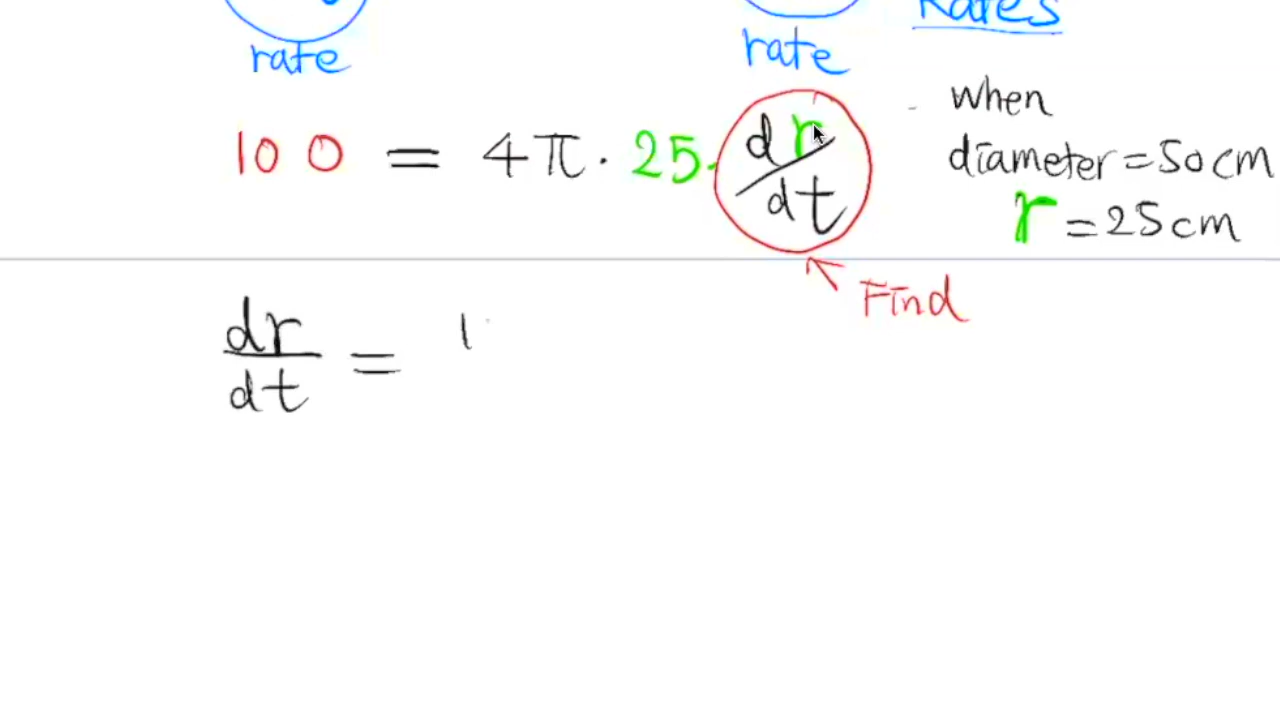 Rates
rate rate
100 = 4π · 25 · dr/dt
when
diameter = 50 cm
r = 25 cm
Find
dr/dt = 1